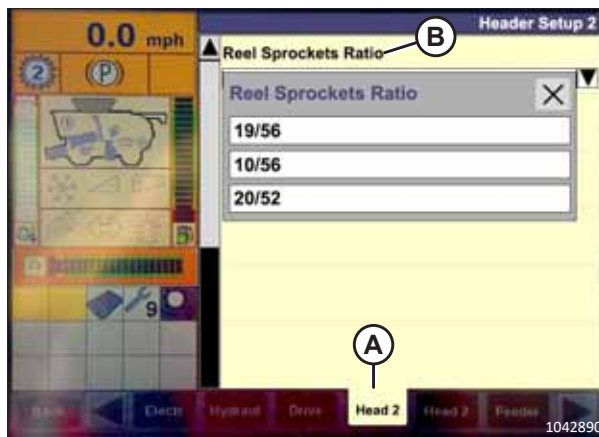 Header Setup 2
0.0 mph
B
Reel Sprockets Ratio
2
(P)
Reel Sprockets Ratio
19/56
10/56
20/52
9
A
Back
Electr
Hydraul
Drive
Head 2
Head 2
Feeder
1042890